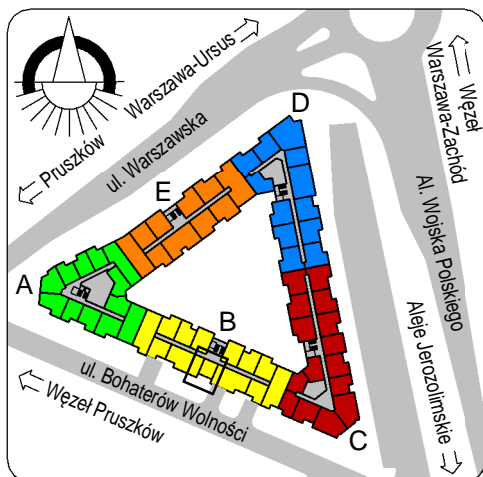 Warszawa-Ursus
Pruszków
ul. Warszawska
Węzeł
Warszawa-Zachód
Al. Wojska Polskiego
Aleje Jerozolimskie
ul. Bohaterów Wolności
Węzeł Pruszków
D
E
A
B
C